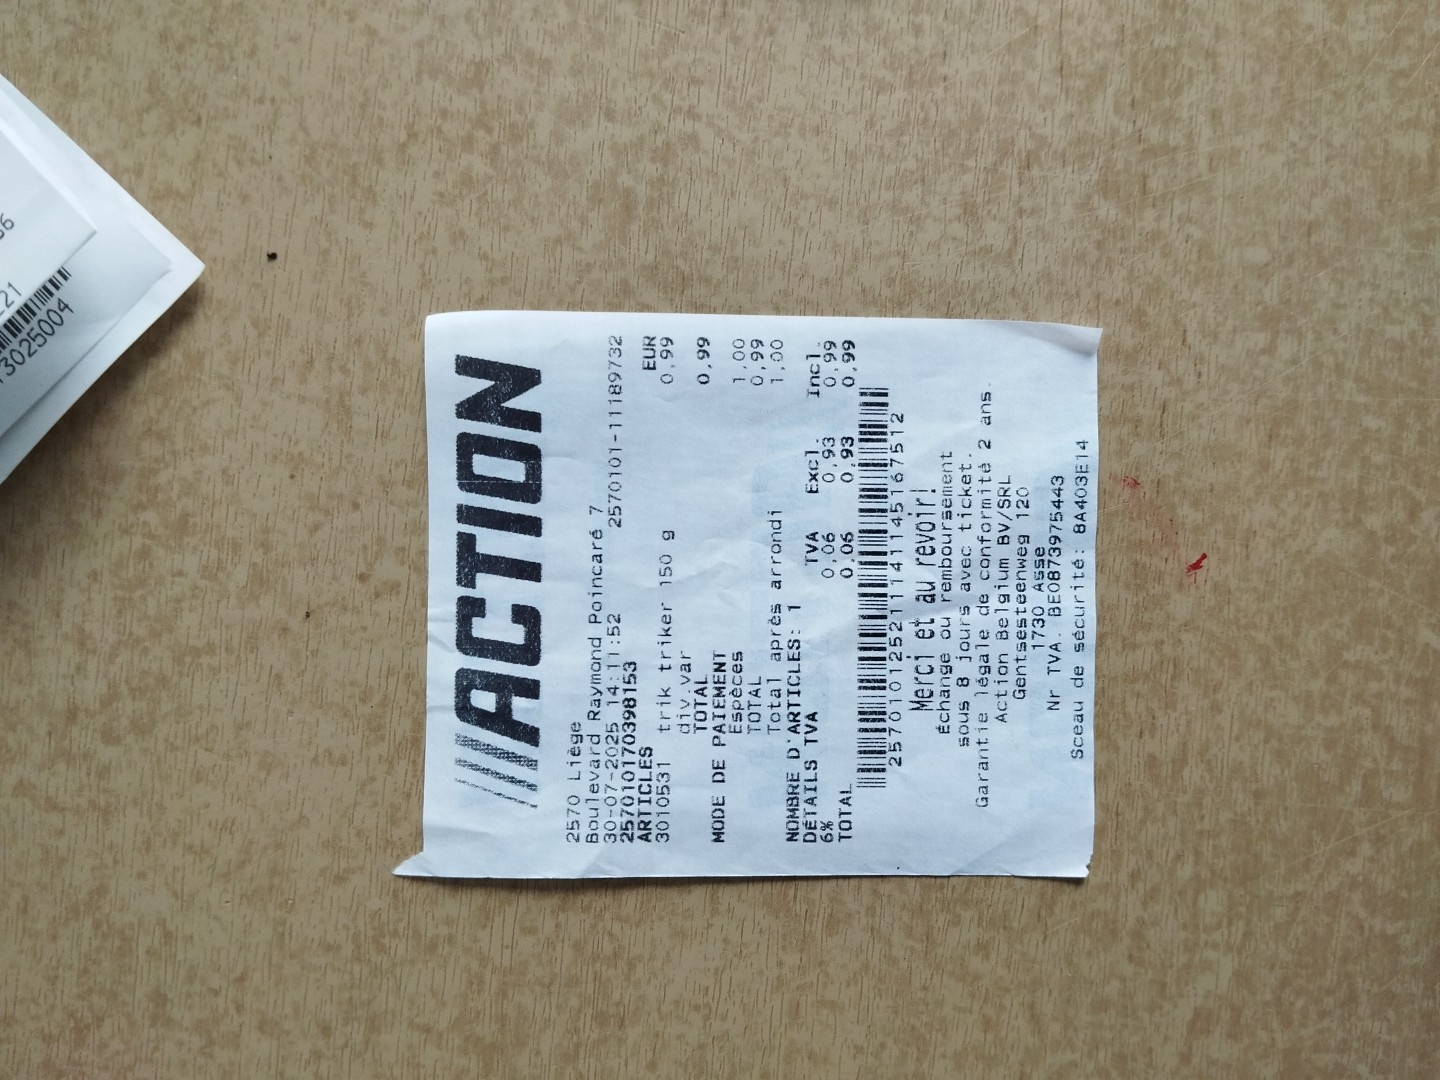 ACTION
2570 Liège
Boulevard Raymond Poincaré 7
30-07-2025 14:11:52 2570101-11189732
2570101170398153
ARTICLES EUR
3010531 trik triker 150 g 0,99
div.var
TOTAL 0,99
MODE DE PAIEMENT
Espèces 1,00
TOTAL 0,99
Total après arrondi 1,00
NOMBRE D'ARTICLES: 1
DÉTAILS TVA TVA Excl. Incl.
6% 0,06 0,93 0,99
TOTAL 0,06 0,93 0,99
257010125211141145167512
Merci et au revoir!
Échange ou remboursement
sous 8 jours avec ticket.
Garantie légale de conformité 2 ans.
Action Belgium BV/SRL
Gentsesteenweg 120
1730 Asse
Nr TVA. BE0873975443
Sceau de sécurité: 8A403E14
21
3025004